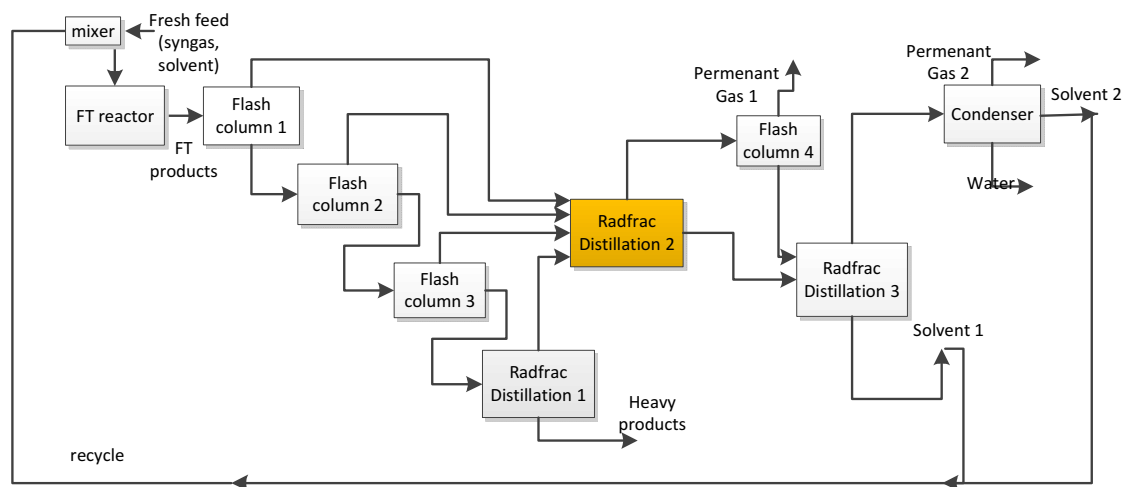 mixer
Fresh feed
(syngas,
solvent)
FT reactor
FT
products
Flash
column 1
Flash
column 2
Flash
column 3
Radfrac
Distillation 1
Heavy
products
Radfrac
Distillation 2
Permenant
Gas 1
Flash
column 4
Radfrac
Distillation 3
Permenant
Gas 2
Condenser
Solvent 2
Water
Solvent 1
recycle